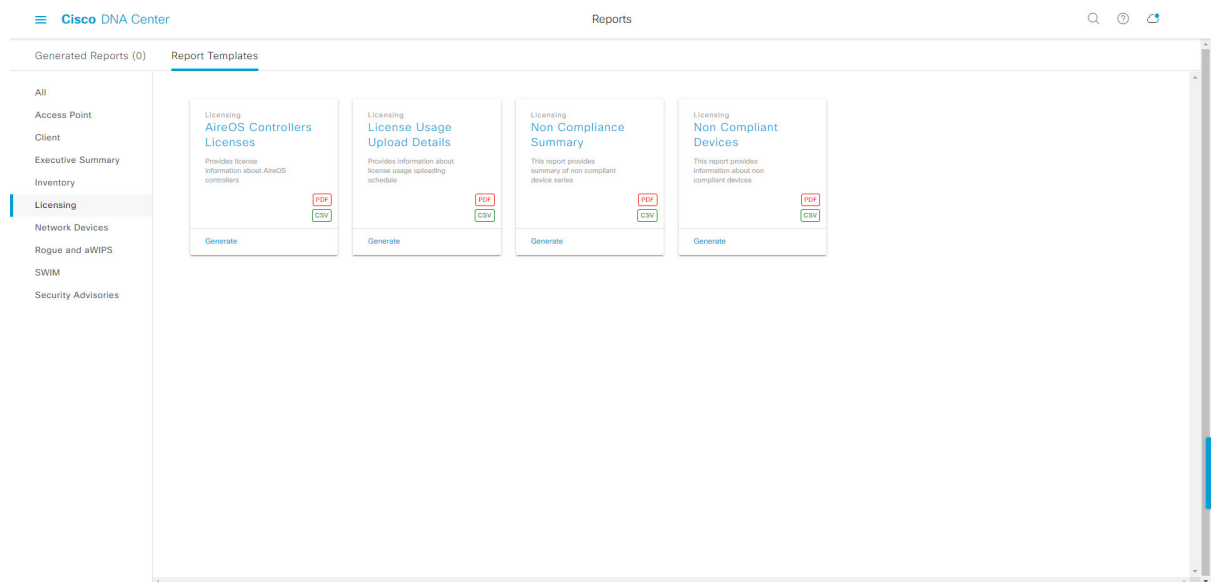 Cisco DNA Center
Reports
Generated Reports (0)
Report Templates
All
Access Point
Client
Executive Summary
Inventory
Licensing
Network Devices
Rogue and aWIPS
SWIM
Security Advisories
Licensing
AireOS Controllers
Licenses
Provides license
information about AireOS
controllers
PDF
CSV
Generate
Licensing
License Usage
Upload Details
Provides information about
license usage uploading
schedule
PDF
CSV
Generate
Licensing
Non Compliance
Summary
This report provides
summary of non compliant
device series
PDF
CSV
Generate
Licensing
Non Compliant
Devices
This report provides
information about non
compliant devices
PDF
CSV
Generate